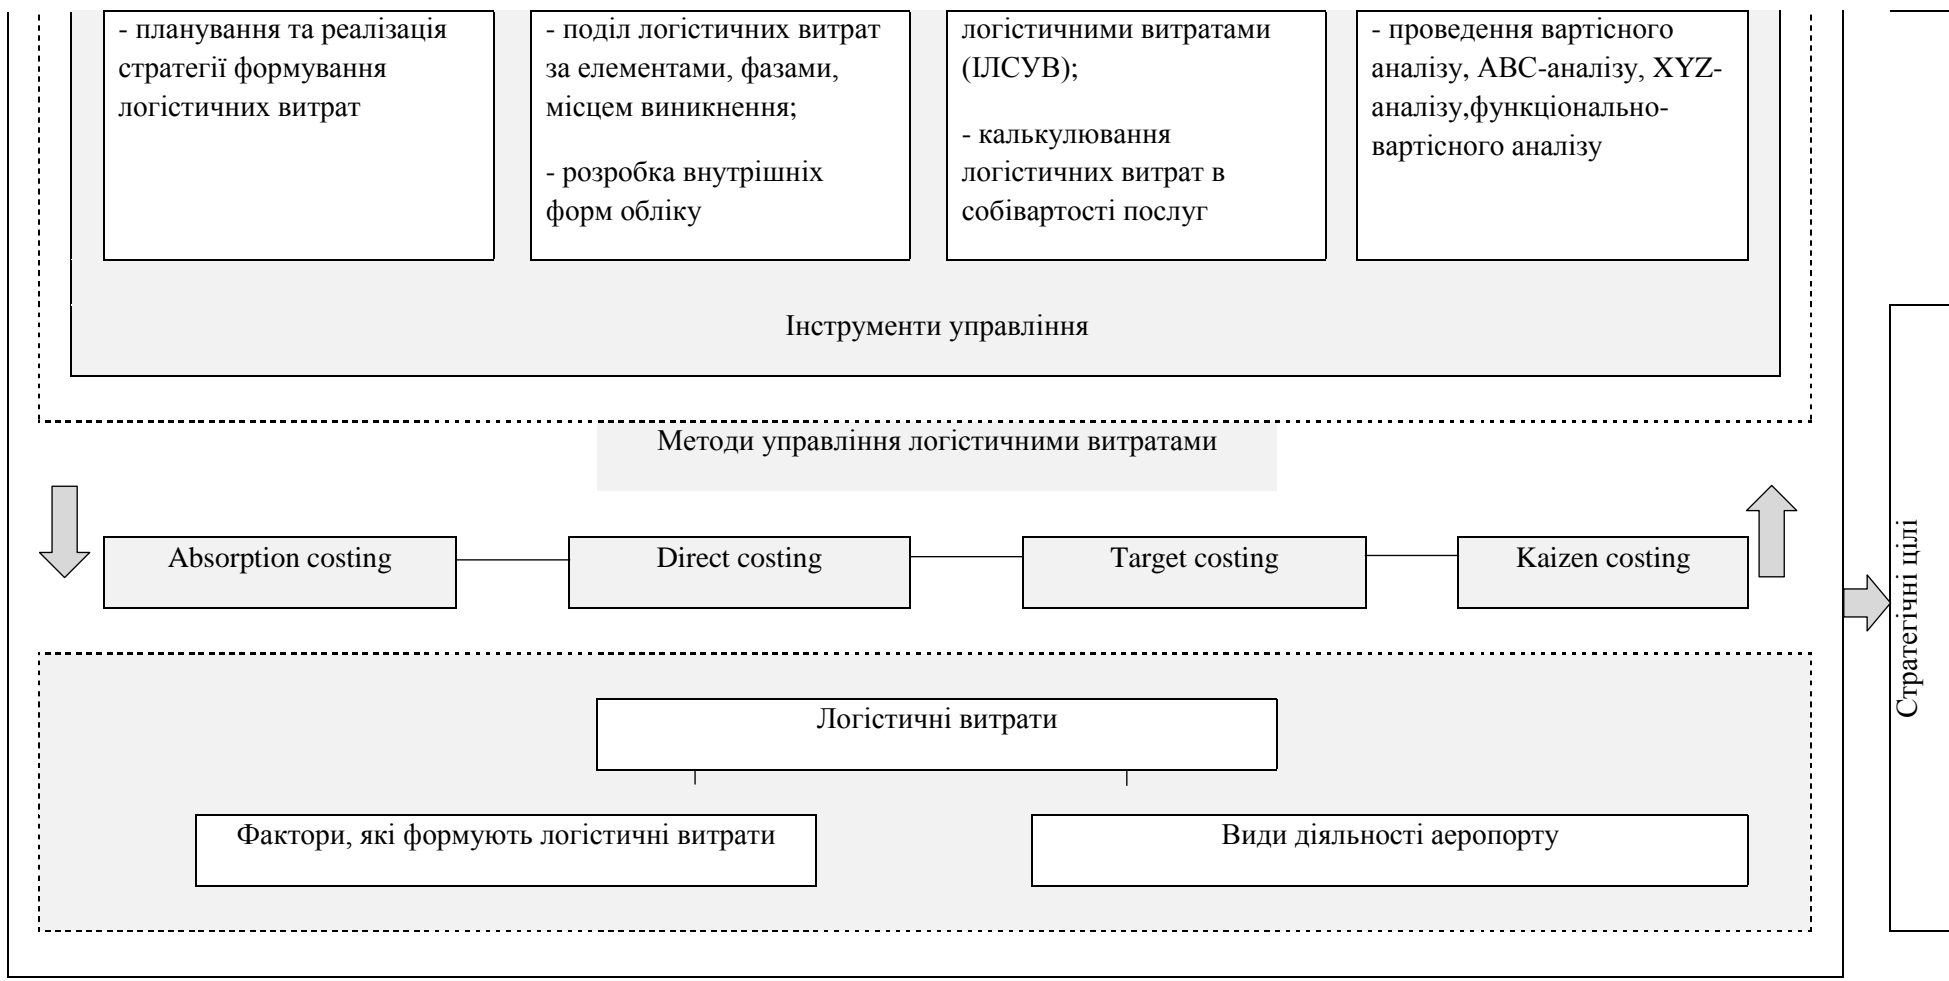 - планування та реалізація
стратегії формування
логістичних витрат
- поділ логістичних витрат
за елементами, фазами,
місцем виникнення;
- розробка внутрішніх
форм обліку
логістичними витратами
(ІЛСУВ);
- калькулювання
логістичних витрат в
собівартості послуг
- проведення вартісного
аналізу, АВС-аналізу, XYZ-
аналізу,функціонально-
вартісного аналізу
Інструменти управління
Методи управління логістичними витратами
Absorption costing
Direct costing
Target costing
Kaizen costing
Логістичні витрати
Фактори, які формують логістичні витрати
Види діяльності аеропорту
Стратегічні цілі